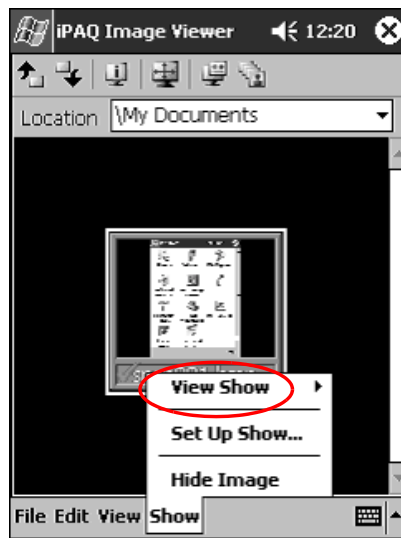 iPAQ Image Viewer 12:20
Location \My Documents
View Show
Set Up Show...
Hide Image
File Edit View Show